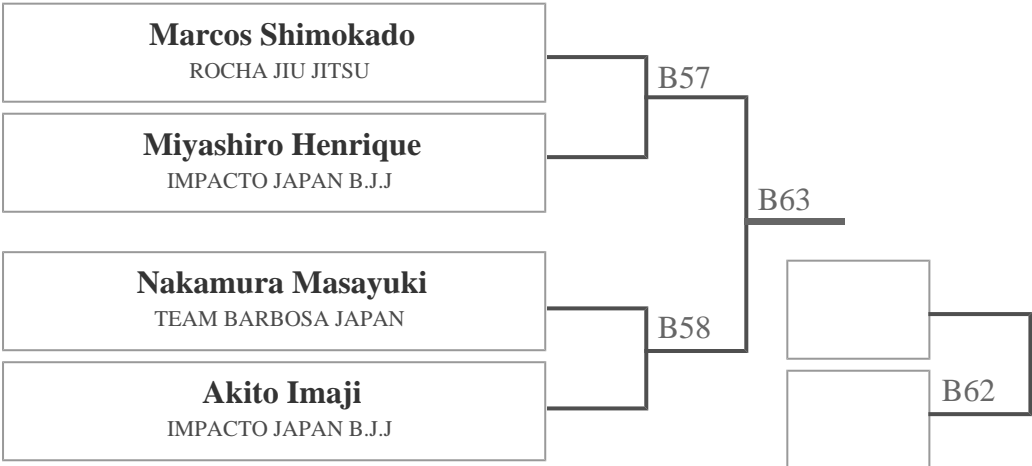 Marcos Shimokado
ROCHA JIU JITSU
B57
Miyashiro Henrique
IMPACTO JAPAN B.J.J
B63
Nakamura Masayuki
TEAM BARBOSA JAPAN
B58
Akito Imaji
IMPACTO JAPAN B.J.J
B62